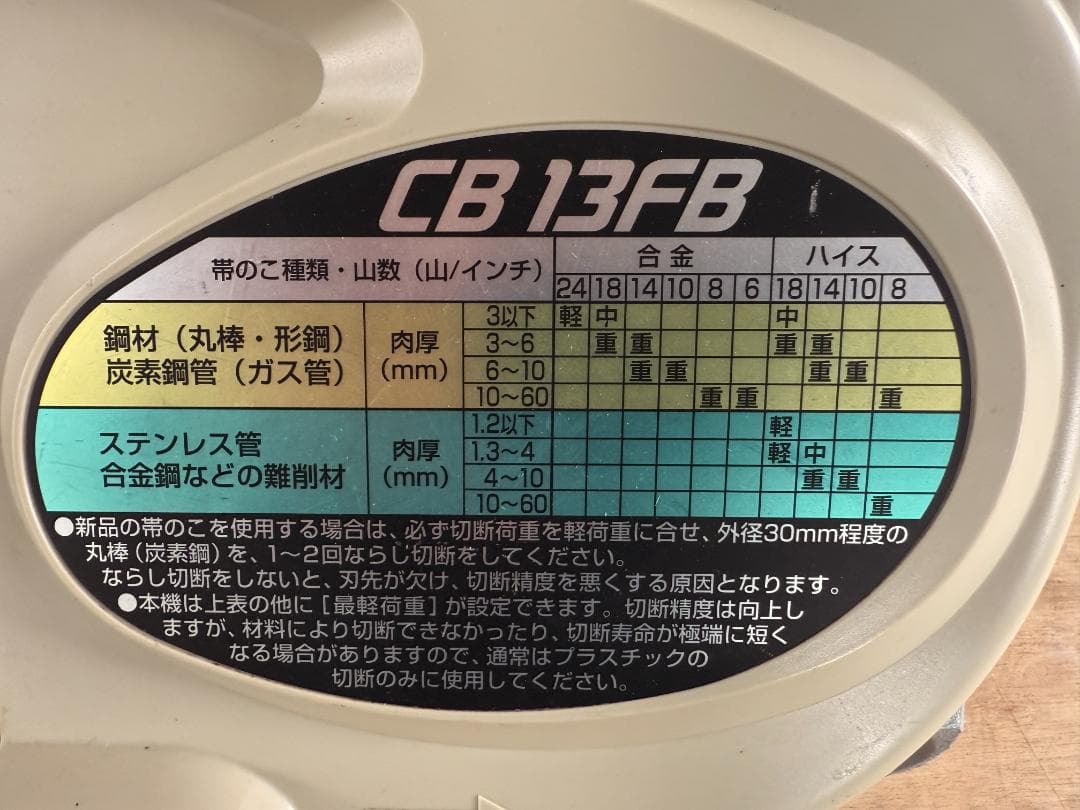 CB 13FB
帯のこ種類・山数（山/インチ） 合金 ハイス
24 18 14 10 8 6 18 14 10 8
鋼材（丸棒・形鋼）
炭素鋼管（ガス管）
肉厚
（mm）
3以下 軽 中 中
3～6 重 重 重 重
6～10 重 重 重 重
10～60 重 重 重
ステンレス管
合金鋼などの難削材
肉厚
（mm）
1.2以下 軽
1.3～4 軽 中
4～10 重 重
10～60 重
●新品の帯のこを使用する場合は、必ず切断荷重を軽荷重に合せ、外径30mm程度の
丸棒（炭素鋼）を、1～2回ならし切断をしてください。
ならし切断をしないと、刃先が欠け、切断精度を悪くする原因となります。
●本機は上表の他に［最軽荷重］が設定できます。切断精度は向上し
ますが、材料により切断できなかったり、切断寿命が極端に短く
なる場合がありますので、通常はプラスチックの
切断のみに使用してください。